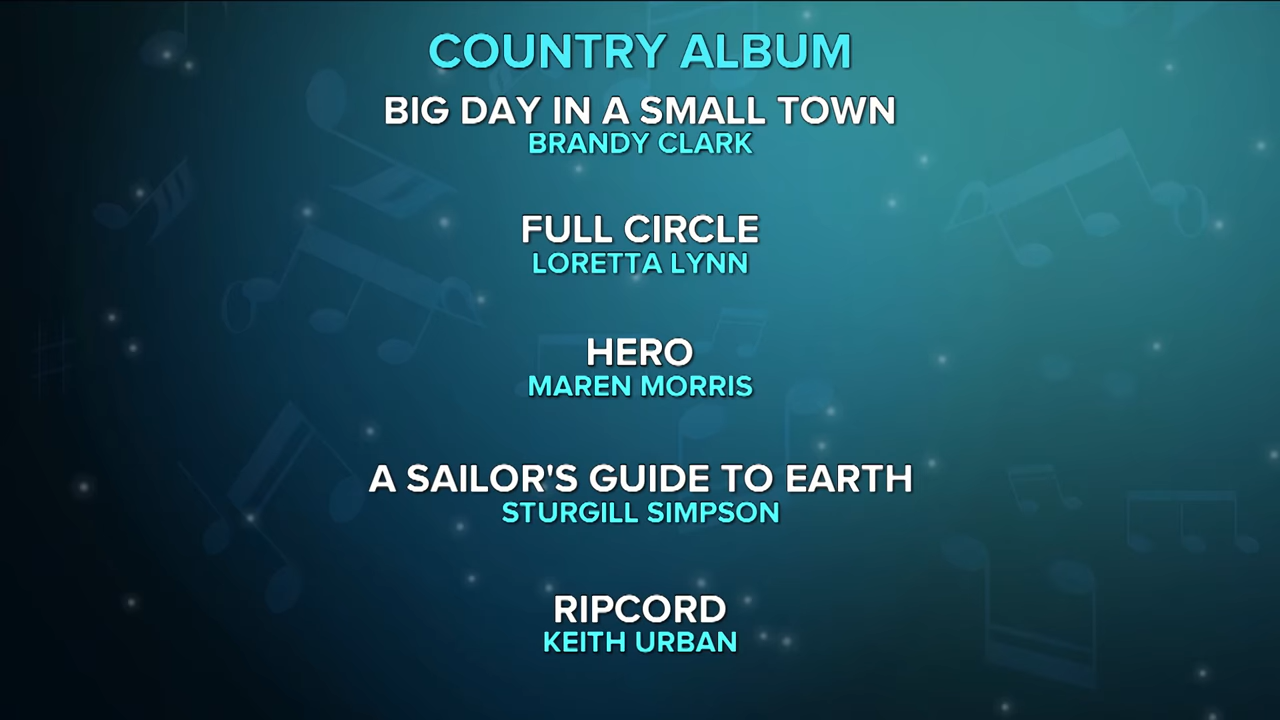 COUNTRY ALBUM
BIG DAY IN A SMALL TOWN
BRANDY CLARK
FULL CIRCLE
LORETTA LYNN
HERO
MAREN MORRIS
A SAILOR'S GUIDE TO EARTH
STURGILL SIMPSON
RIPCORD
KEITH URBAN